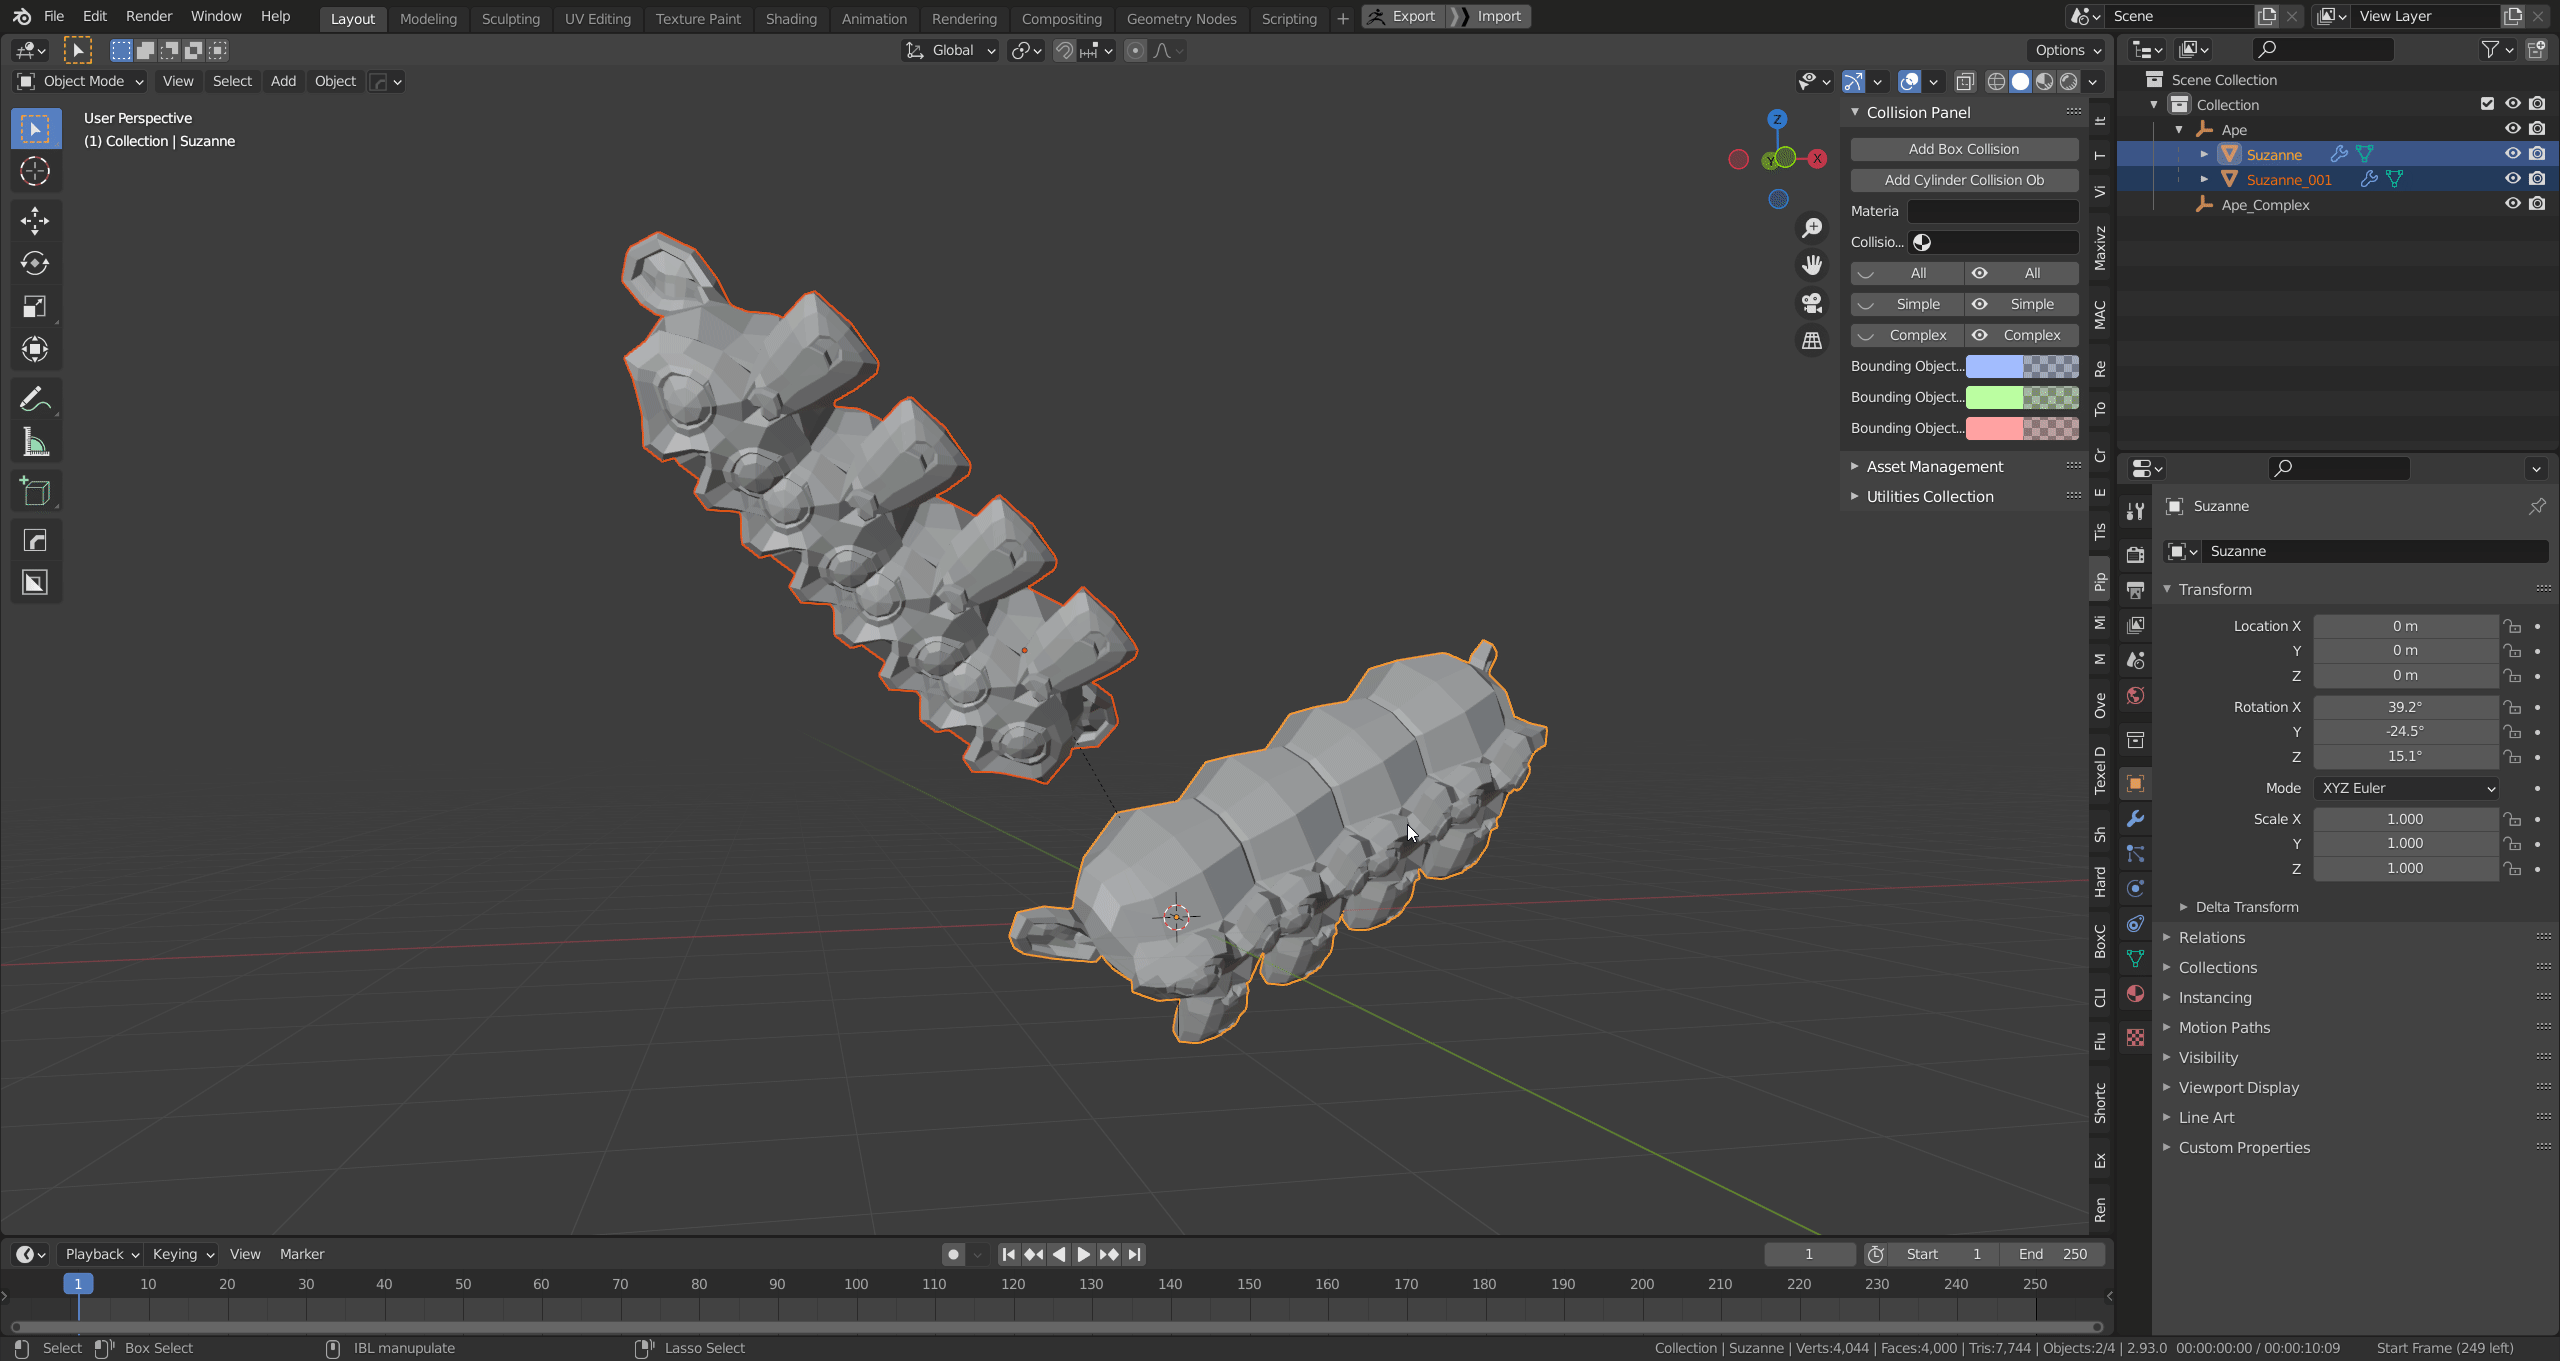 File Edit Render Window Help Layout Modeling Sculpting UV Editing Texture Paint Shading Animation Rendering Compositing Geometry Nodes Scripting + Export Import Scene View Layer
Global Options
Object Mode View Select Add Object
User Perspective
(1) Collection | Suzanne
Z
X
Y
Collision Panel
Add Box Collision
Add Cylinder Collision Ob
Materia
Collisio...
All All
Simple Simple
Complex Complex
Bounding Object...
Bounding Object...
Bounding Object...
Asset Management
Utilities Collection
It
T
Vi
Maxivz
MAC
Re
To
Cr
E
Tis
Pip
Mi
M
Ove
Texel D
Sh
Hard
BoxC
CLI
Flu
Shortc
Ex
Ren
Scene Collection
Collection
Ape
Suzanne
Suzanne_001
Ape_Complex
Suzanne
Suzanne
Transform
Location X 0 m
Y 0 m
Z 0 m
Rotation X 39.2°
Y -24.5°
Z 15.1°
Mode XYZ Euler
Scale X 1.000
Y 1.000
Z 1.000
Delta Transform
Relations
Collections
Instancing
Motion Paths
Visibility
Viewport Display
Line Art
Custom Properties
Playback Keying View Marker 1 Start 1 End 250
1 10 20 30 40 50 60 70 80 90 100 110 120 130 140 150 160 170 180 190 200 210 220 230 240 250
Select Box Select IBL manupulate Lasso Select Collection | Suzanne | Verts:4,044 | Faces:4,000 | Tris:7,744 | Objects:2/4 | 2.93.0 00:00:00:00 / 00:00:10:09 Start Frame (249 left)